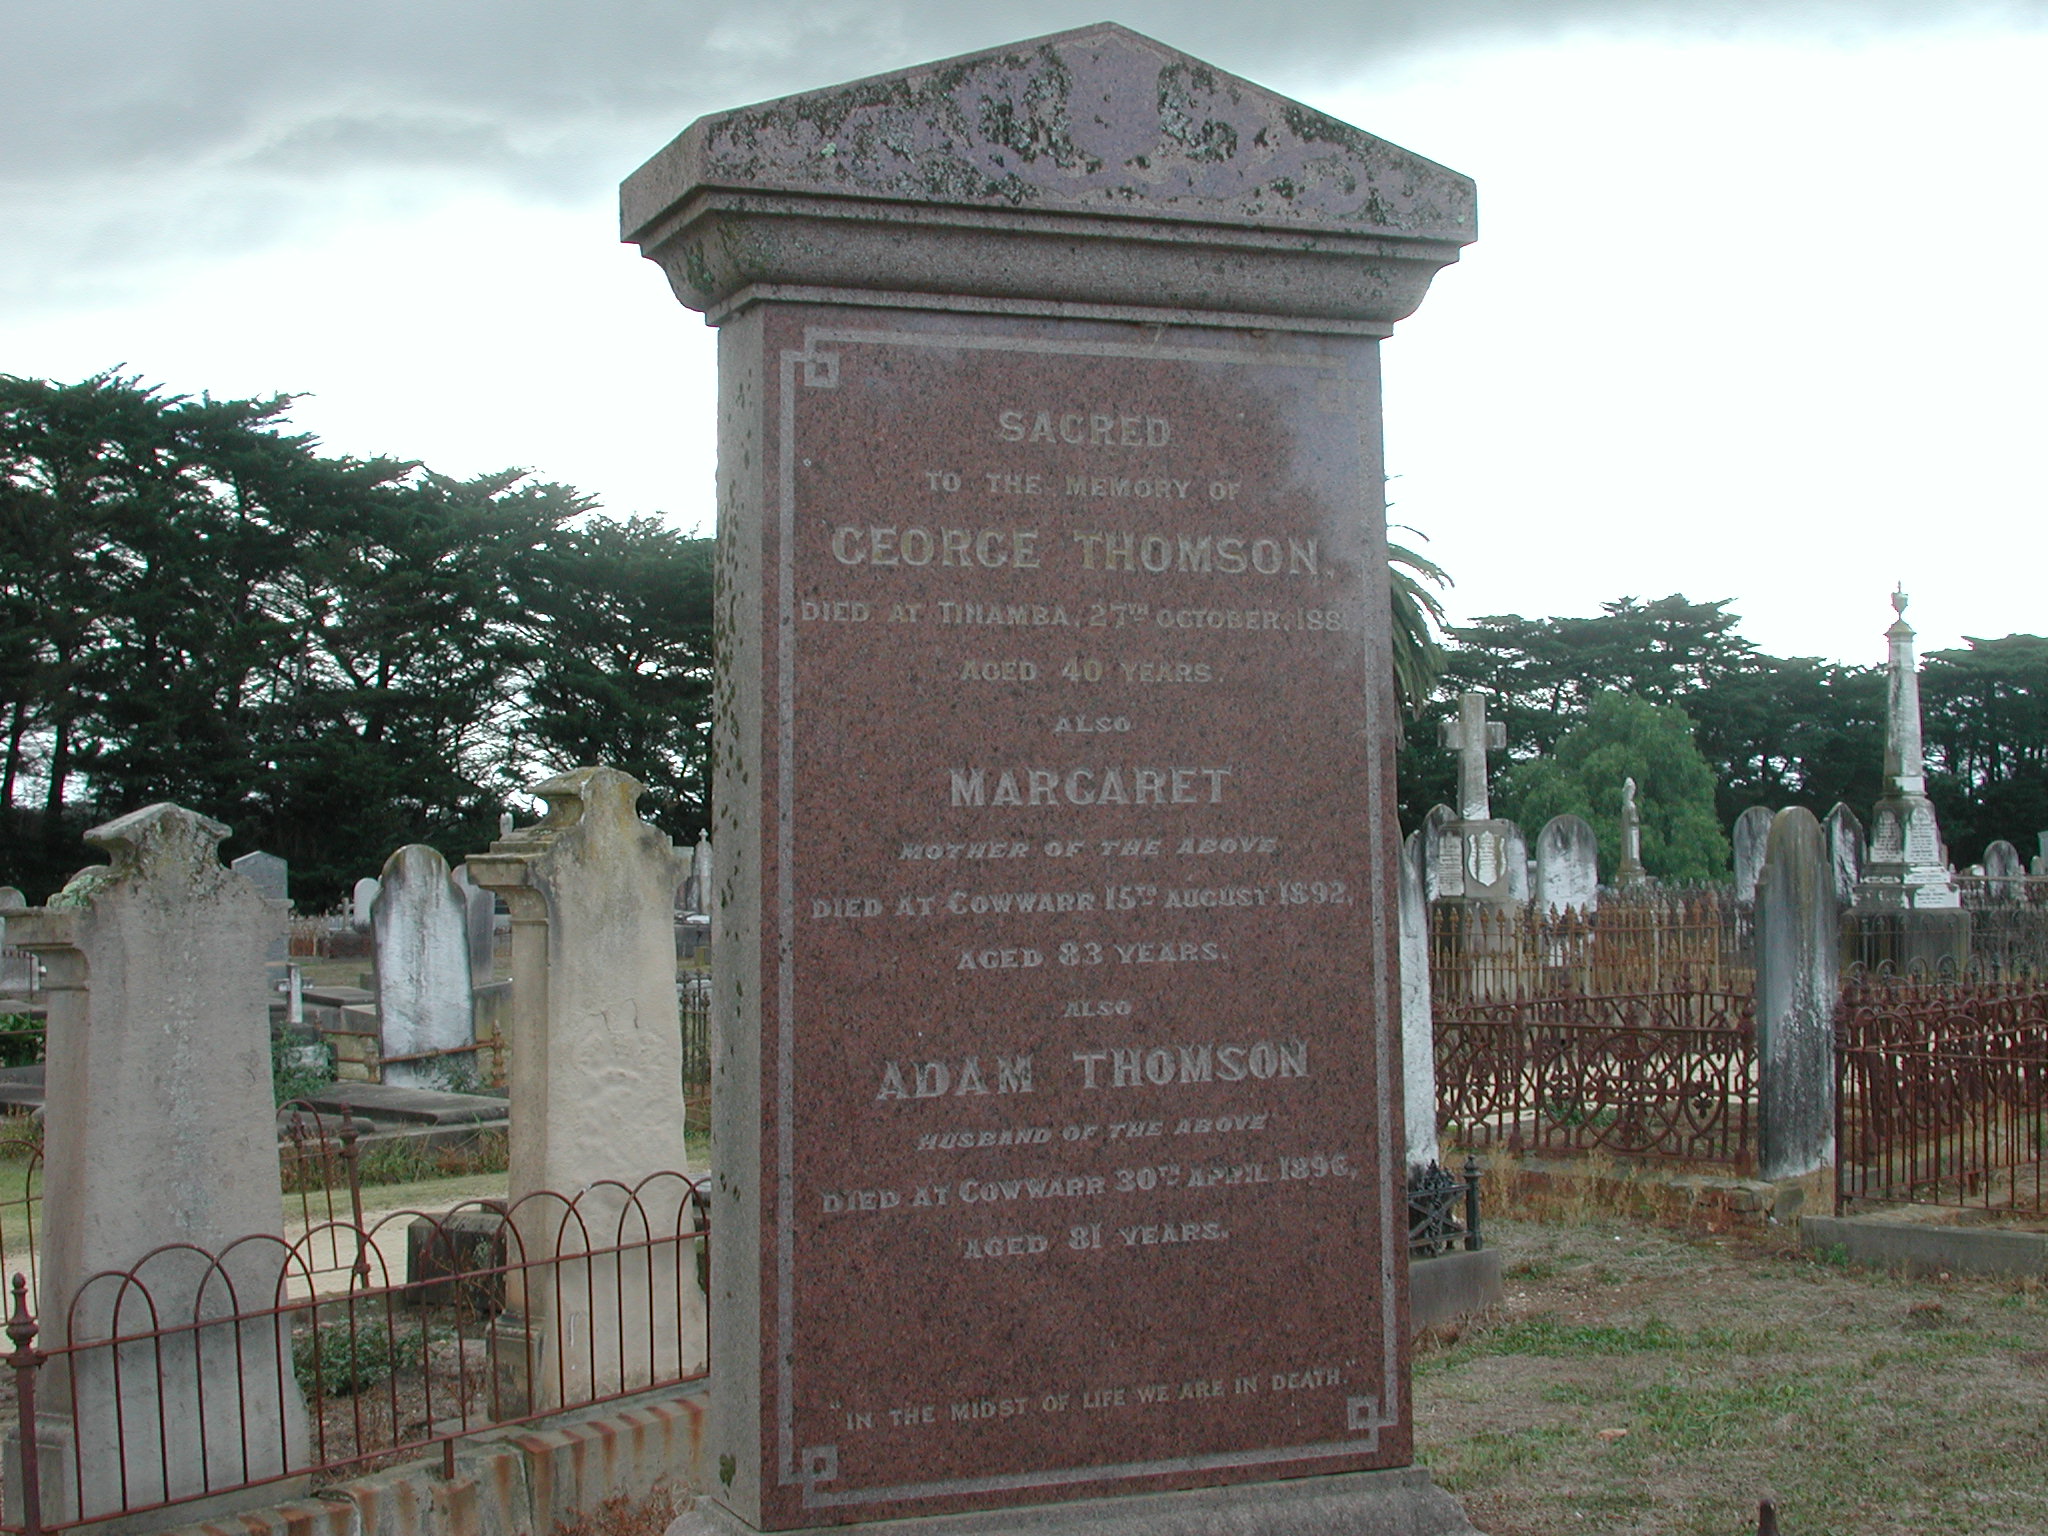 SACRED
TO THE MEMORY OF
GEORGE THOMSON.
DIED AT TINAMBA, 27TH OCTOBER,
AGED 40 YEARS.
ALSO
MARGARET
MOTHER OF THE ABOVE
DIED AT COWWARR 15TH AUGUST 1892,
AGED 83 YEARS.
ALSO
ADAM THOMSON
HUSBAND OF THE ABOVE
DIED AT COWWARR 30TH APRIL 1896,
AGED 81 YEARS.
"IN THE MIDST OF LIFE WE ARE IN DEATH."